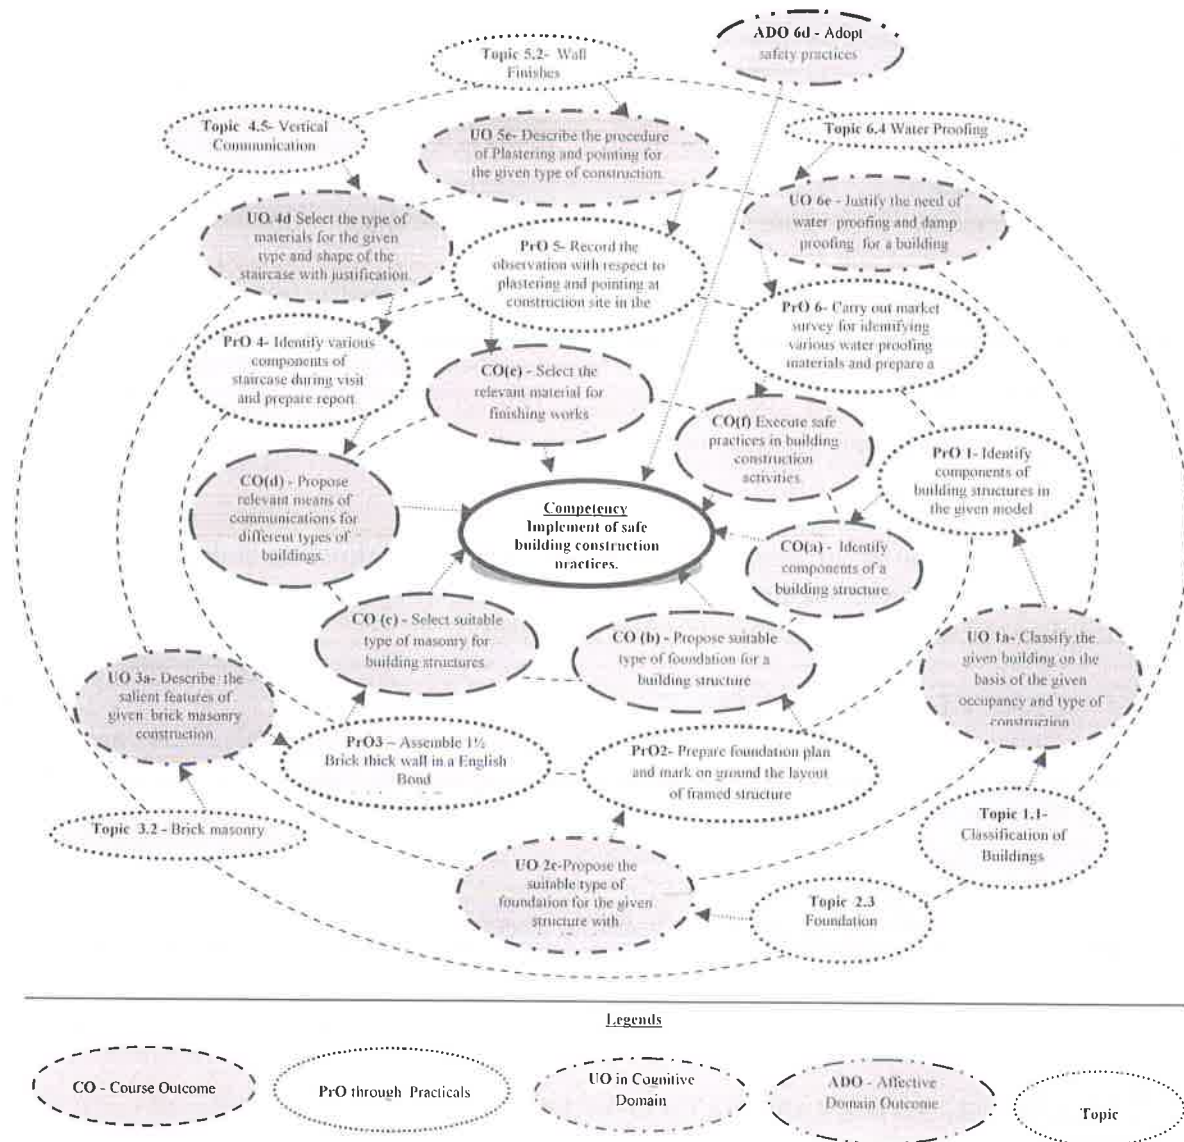 ADO 6d - Adopt
safety practices
Topic 5.2- Wall
Finishes
Topic 4.5- Vertical
Communication
UO 5e- Describe the procedure
of Plastering and pointing for
the given type of construction.
Topic 6.4 Water Proofing
UO 4d Select the type of
materials for the given
type and shape of the
staircase with justification.
PrO 5- Record the
observation with respect to
plastering and pointing at
construction site in the
UO 6e - Justify the need of
water proofing and damp
proofing for a building
PrO 4- Identify various
components of
staircase during visit
and prepare report
CO(e) - Select the
relevant material for
finishing works
PrO 6- Carry out market
survey for identifying
various water proofing
materials and prepare a
CO(f) Execute safe
practices in building
construction
activities.
PrO 1- Identify
components of
building structures in
the given model
CO(d) - Propose
relevant means of
communications for
different types of
buildings.
Competency
Implement of safe
building construction
practices.
CO(a) - Identify
components of a
building structure
CO (c) - Select suitable
type of masonry for
building structures
CO (b) - Propose suitable
type of foundation for a
building structure
UO 1a- Classify the
given building on the
basis of the given
occupancy and type of
construction
UO 3a- Describe the
salient features of
given brick masonry
construction
PrO3 – Assemble 1½
Brick thick wall in a English
Bond
PrO2- Prepare foundation plan
and mark on ground the layout
of framed structure
Topic 3.2 - Brick masonry
Topic 1.1-
Classification of
Buildings
UO 2c-Propose the
suitable type of
foundation for the given
structure with
Topic 2.3
Foundation
Legends
CO - Course Outcome
PrO through Practicals
UO in Cognitive
Domain
ADO - Affective
Domain Outcome
Topic